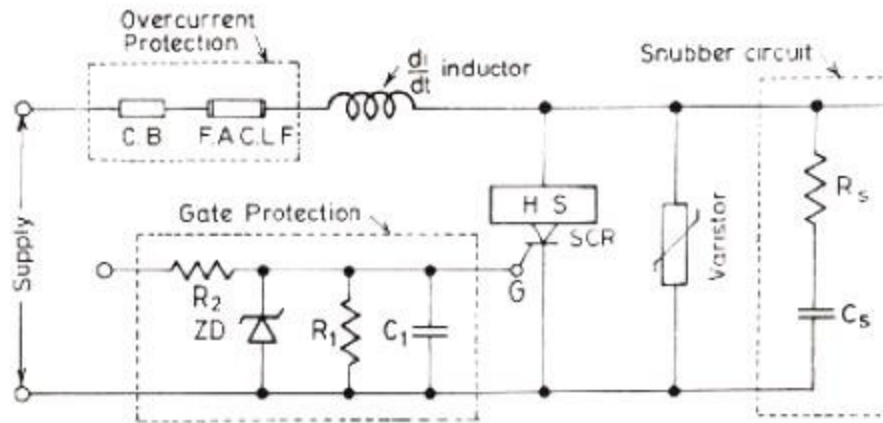 Overcurrent
Protection
di
dt
inductor
Snubber circuit
C.B
F.A.C.L.F
Supply
Gate Protection
H S
SCR
G
Varistor
Rs
Cs
R2
ZD
R1
C1